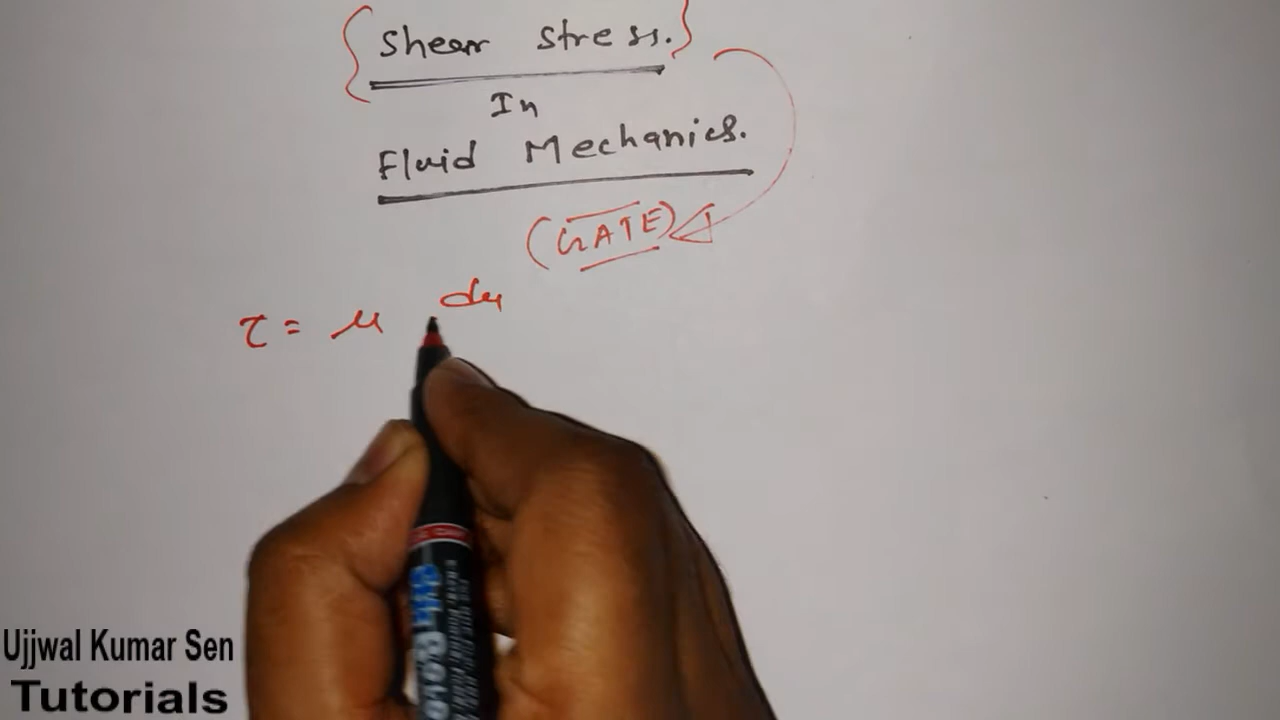 {Shear stress.}
In
Fluid Mechanics.
(GATE)
du
τ = μ
Ujjwal Kumar Sen
Tutorials